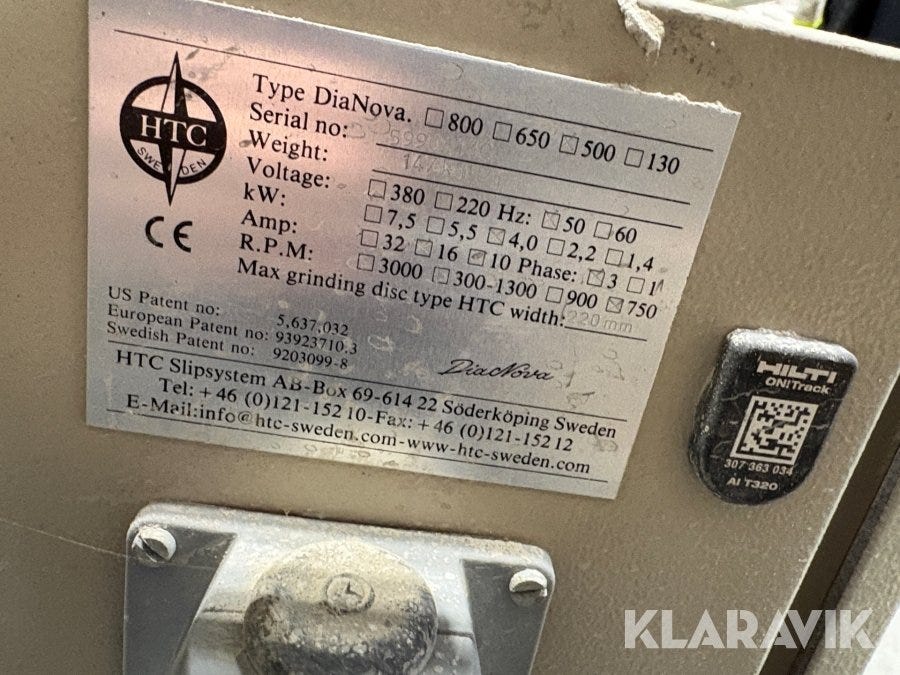 HTC
SWEDEN
CE
Type DiaNova. ☐800 ☐650 ☒500 ☐130
Serial no:
Weight:
Voltage: ☒380 ☐220 Hz: ☒50 ☐60
kW: ☐7,5 ☐5,5 ☒4,0 ☐2,2 ☐1,4
Amp: ☐32 ☒16 ☒10 Phase: ☒3 ☐1
R.P.M: ☐3000 ☒300-1300 ☐900 ☒750
Max grinding disc type HTC width: 220mm
US Patent no: 5,637,032
European Patent no: 93923710.3
Swedish Patent no: 9203099-8
DiaNova
HTC Slipsystem AB-Box 69-614 22 Söderköping Sweden
Tel: +46 (0)121-152 10-Fax: +46 (0)121-152 12
E-Mail:info@htc-sweden.com-www-htc-sweden.com
HILTI
ON!Track
307 363 034
AI T320
KLARAVIK